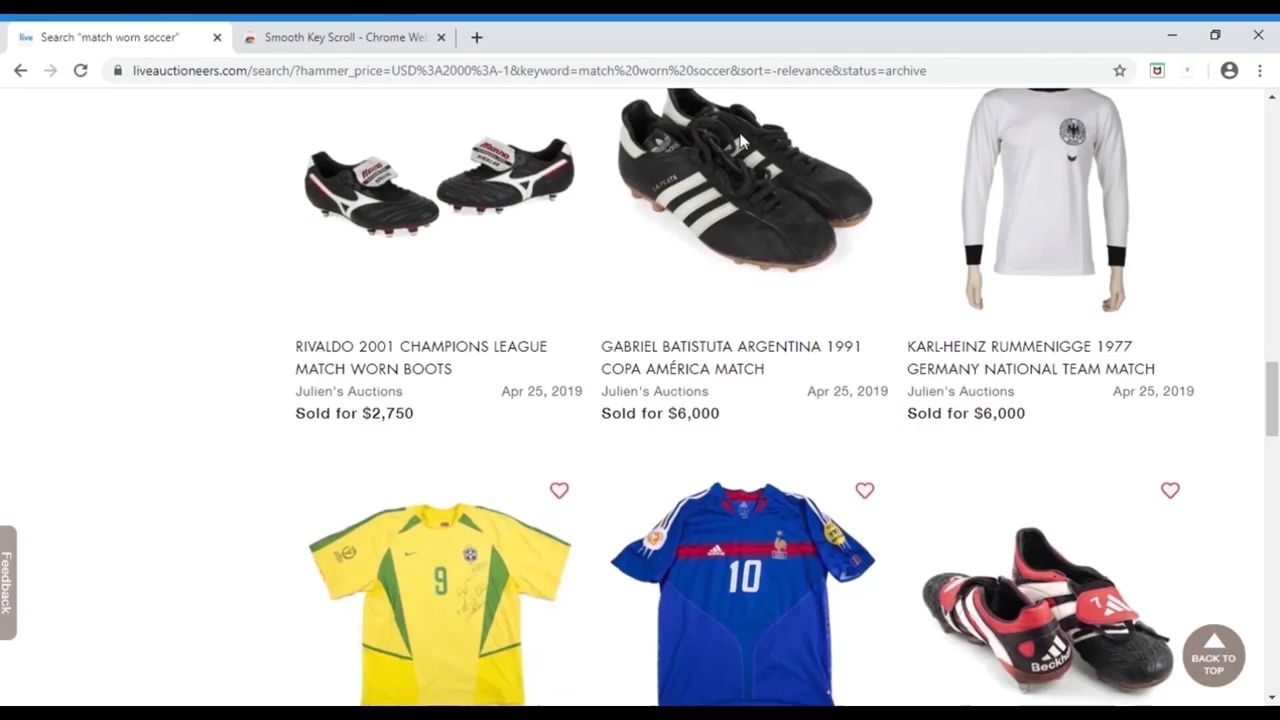 live Search "match worn soccer"
Smooth Key Scroll - Chrome We
liveauctioneers.com/search/?hammer_price=USD%3A2000%3A-1&keyword=match%20worn%20soccer&sort=-relevance&status=archive
RIVALDO 2001 CHAMPIONS LEAGUE
MATCH WORN BOOTS
Julien's Auctions Apr 25, 2019
Sold for $2,750
GABRIEL BATISTUTA ARGENTINA 1991
COPA AMÉRICA MATCH
Julien's Auctions Apr 25, 2019
Sold for $6,000
KARL-HEINZ RUMMENIGGE 1977
GERMANY NATIONAL TEAM MATCH
Julien's Auctions Apr 25, 2019
Sold for $6,000
9
10
7
Beckha
Feedback
BACK TO
TOP